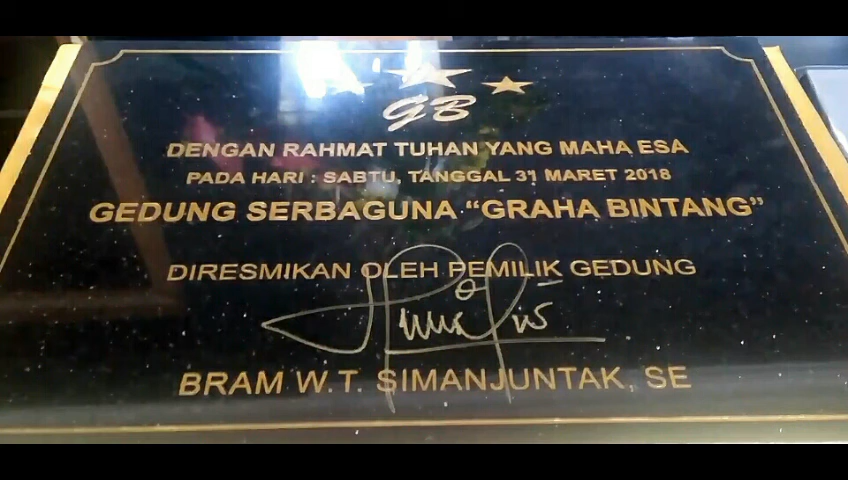 GB
DENGAN RAHMAT TUHAN YANG MAHA ESA
PADA HARI : SABTU, TANGGAL 31 MARET 2018
GEDUNG SERBAGUNA “GRAHA BINTANG”
DIRESMIKAN OLEH PEMILIK GEDUNG
BRAM W.T. SIMANJUNTAK, SE